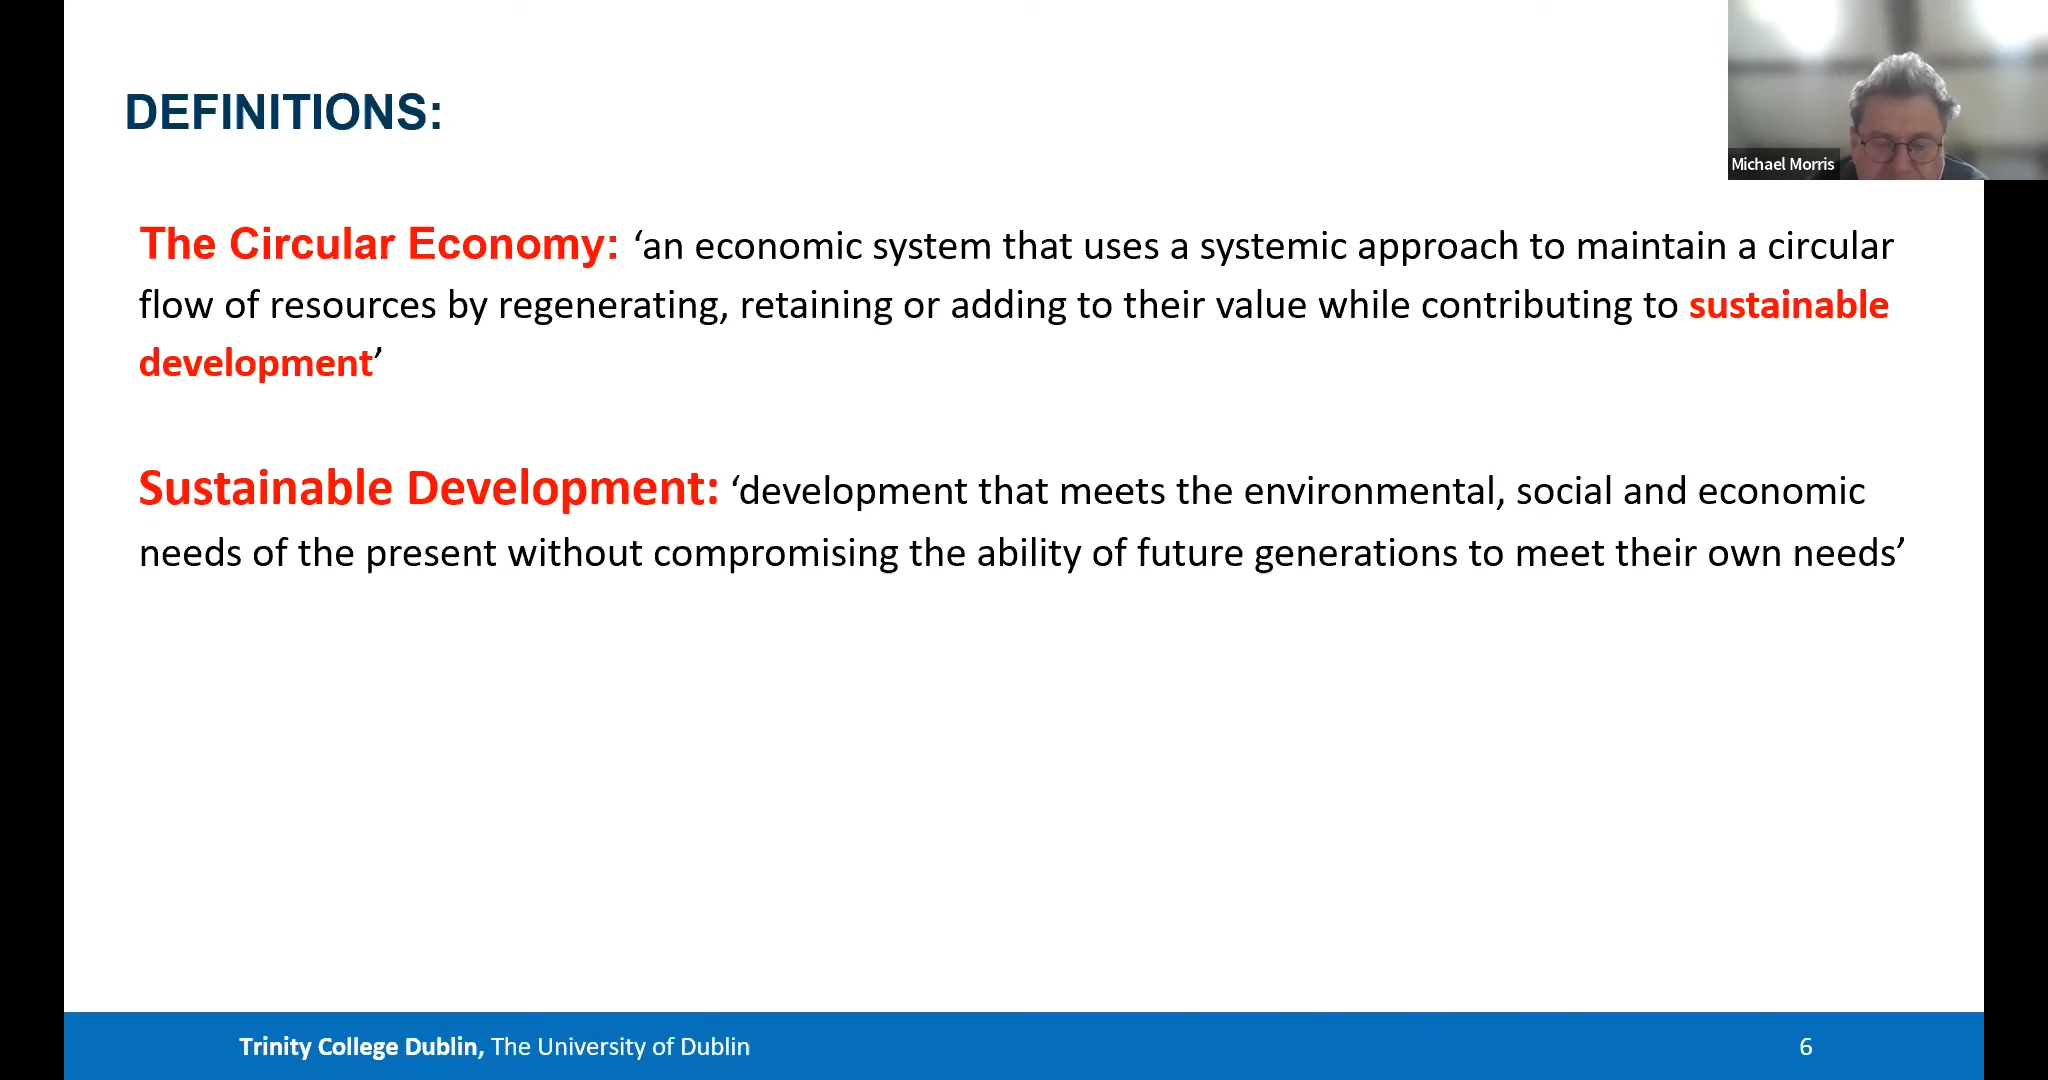 DEFINITIONS:
Michael Morris
The Circular Economy: ‘an economic system that uses a systemic approach to maintain a circular
flow of resources by regenerating, retaining or adding to their value while contributing to sustainable
development’
Sustainable Development: ‘development that meets the environmental, social and economic
needs of the present without compromising the ability of future generations to meet their own needs’
Trinity College Dublin, The University of Dublin
6